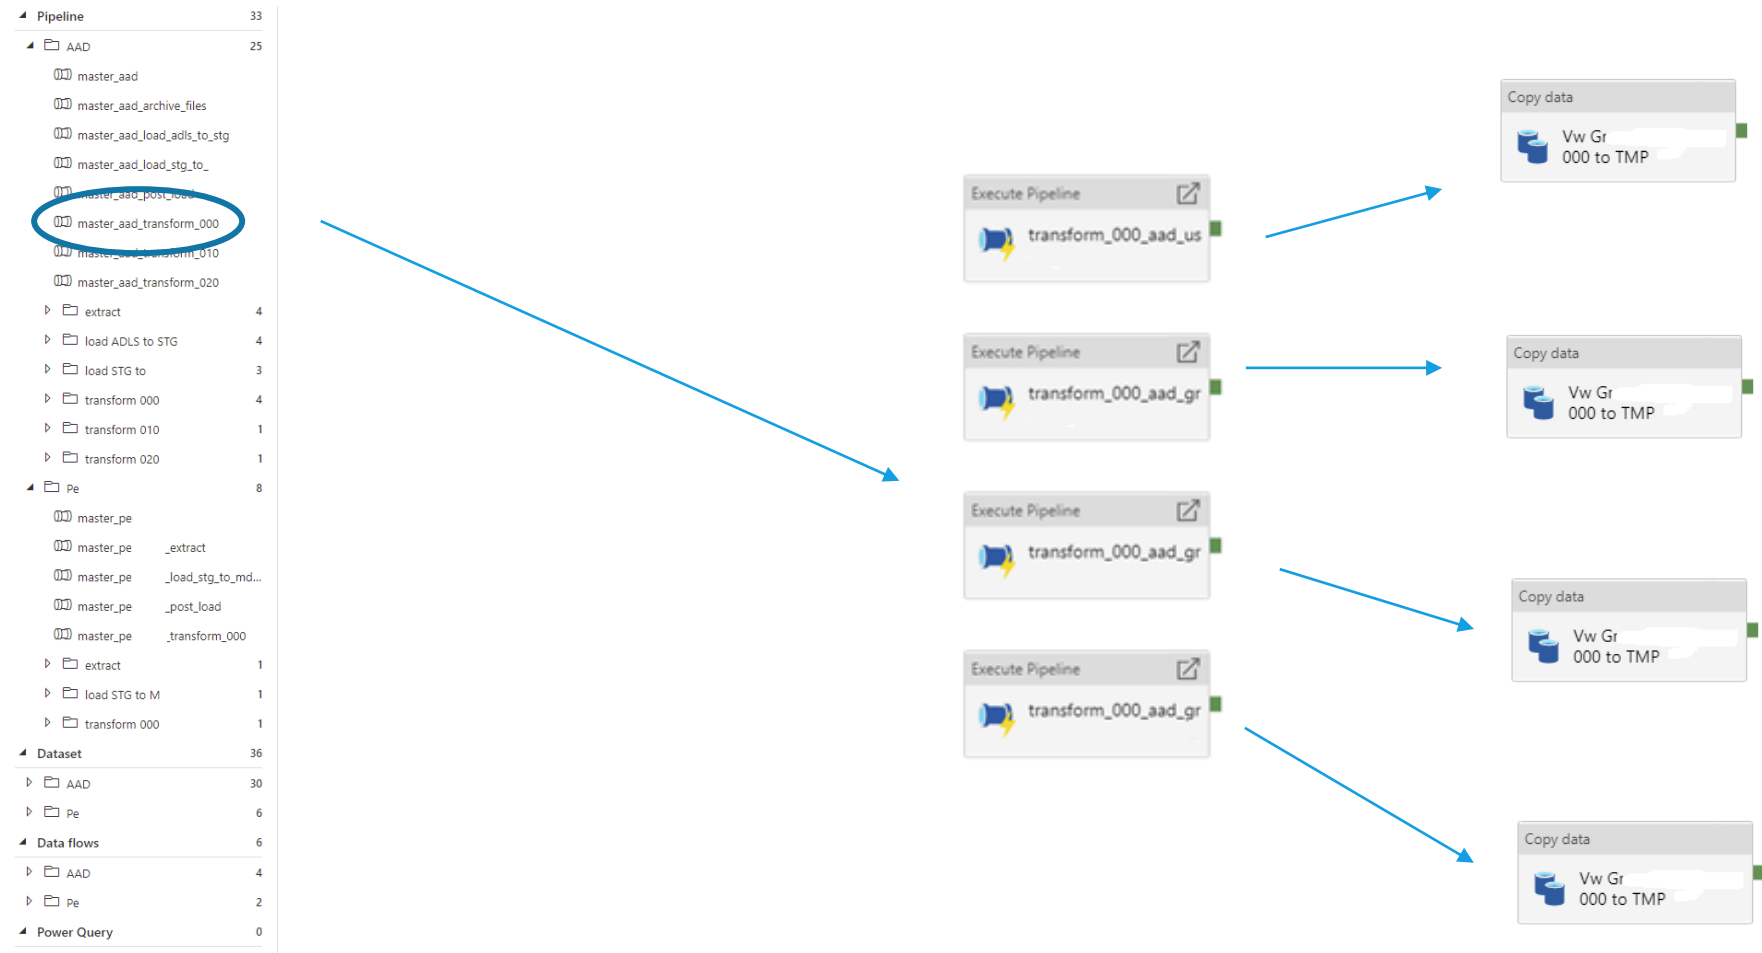 Pipeline 33
AAD 25
master_aad
master_aad_archive_files
master_aad_load_adls_to_stg
master_aad_load_stg_to_
master_aad_post_load
master_aad_transform_000
master_aad_transform_010
master_aad_transform_020
extract 4
load ADLS to STG 4
load STG to 3
transform 000 4
transform 010 1
transform 020 1
Pe 8
master_pe
master_pe _extract
master_pe _load_stg_to_md...
master_pe _post_load
master_pe _transform_000
extract 1
load STG to M 1
transform 000 1
Dataset 36
AAD 30
Pe 6
Data flows 6
AAD 4
Pe 2
Power Query 0
Execute Pipeline
transform_000_aad_us
Execute Pipeline
transform_000_aad_gr
Execute Pipeline
transform_000_aad_gr
Execute Pipeline
transform_000_aad_gr
Copy data
Vw Gr
000 to TMP
Copy data
Vw Gr
000 to TMP
Copy data
Vw Gr
000 to TMP
Copy data
Vw Gr
000 to TMP